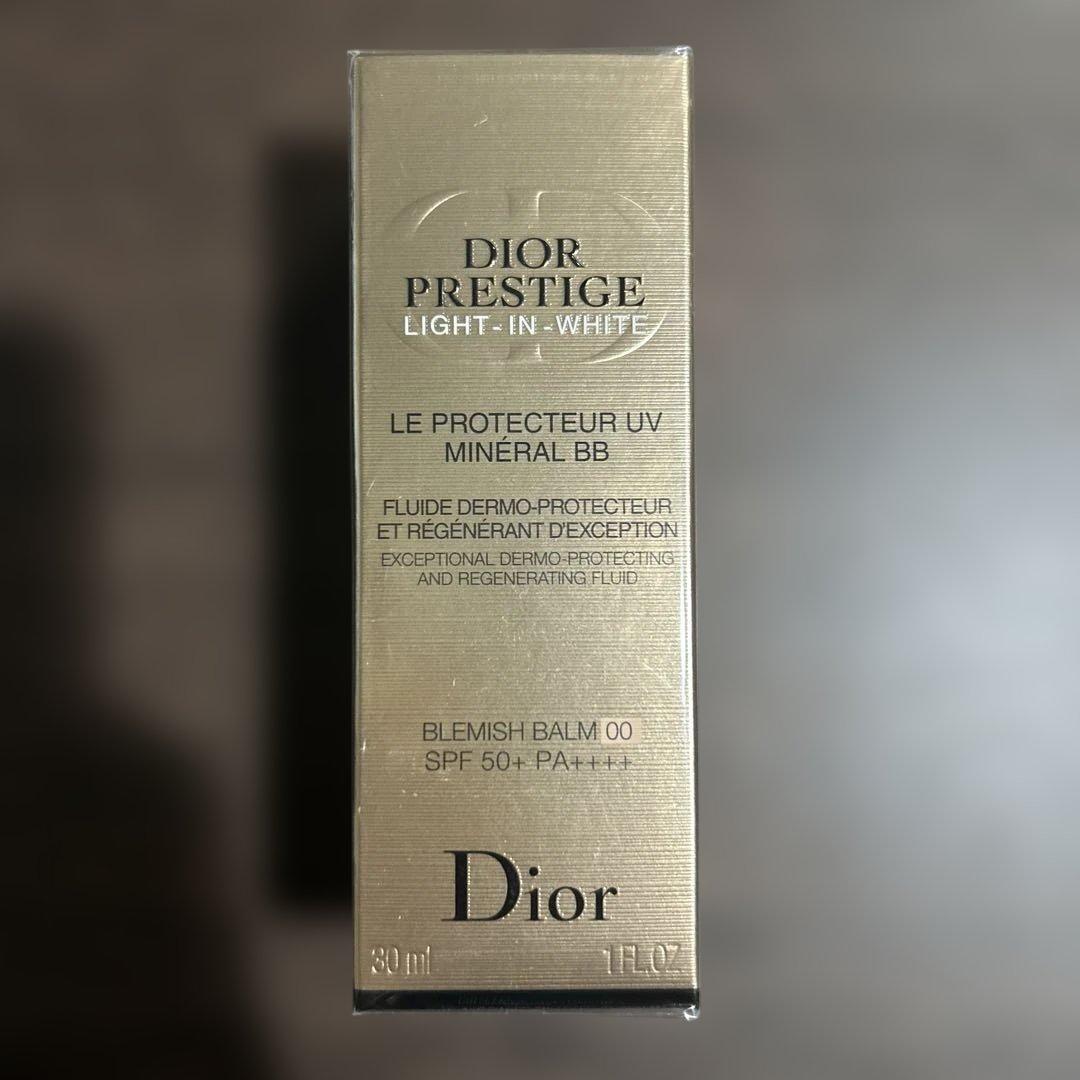 DIOR
PRESTIGE
LIGHT-IN-WHITE
LE PROTECTEUR UV
MINÉRAL BB
FLUIDE DERMO-PROTECTEUR
ET RÉGÉNÉRANT D'EXCEPTION
EXCEPTIONAL DERMO-PROTECTING
AND REGENERATING FLUID
BLEMISH BALM 00
SPF 50+ PA++++
Dior
30 ml 1 FL.OZ